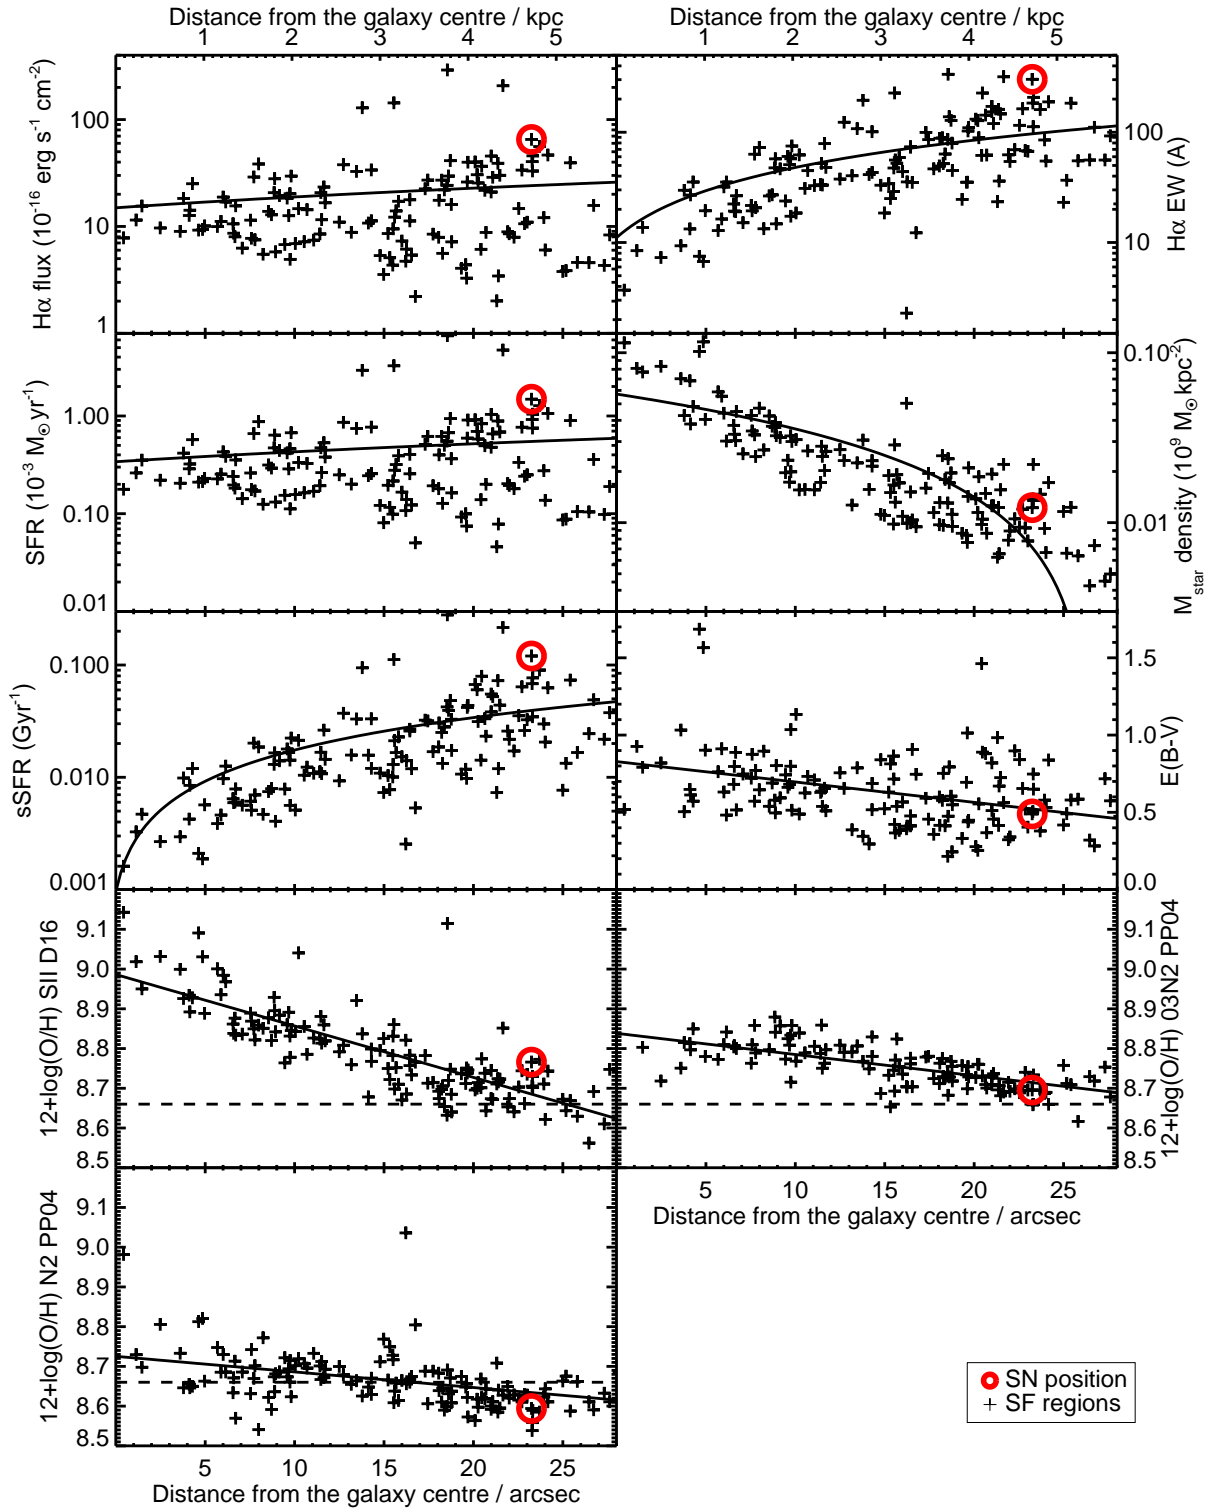 Distance from the galaxy centre / kpc
Distance from the galaxy centre / kpc
1 2 3 4 5
1 2 3 4 5
Hα flux (10⁻¹⁶ erg s⁻¹ cm⁻²)
100
10
1
Hα EW (A)
100
10
SFR (10⁻³ M☉yr⁻¹)
1.00
0.10
0.01
M_star density (10⁹ M☉kpc⁻²)
0.10
0.01
sSFR (Gyr⁻¹)
0.100
0.010
0.001
E(B-V)
1.5
1.0
0.5
0.0
12+log(O/H) SII D16
9.1
9.0
8.9
8.8
8.7
8.6
8.5
12+log(O/H) 03N2 PP04
9.1
9.0
8.9
8.8
8.7
8.6
8.5
5 10 15 20 25
Distance from the galaxy centre / arcsec
12+log(O/H) N2 PP04
9.1
9.0
8.9
8.8
8.7
8.6
8.5
5 10 15 20 25
Distance from the galaxy centre / arcsec
SN position
SF regions